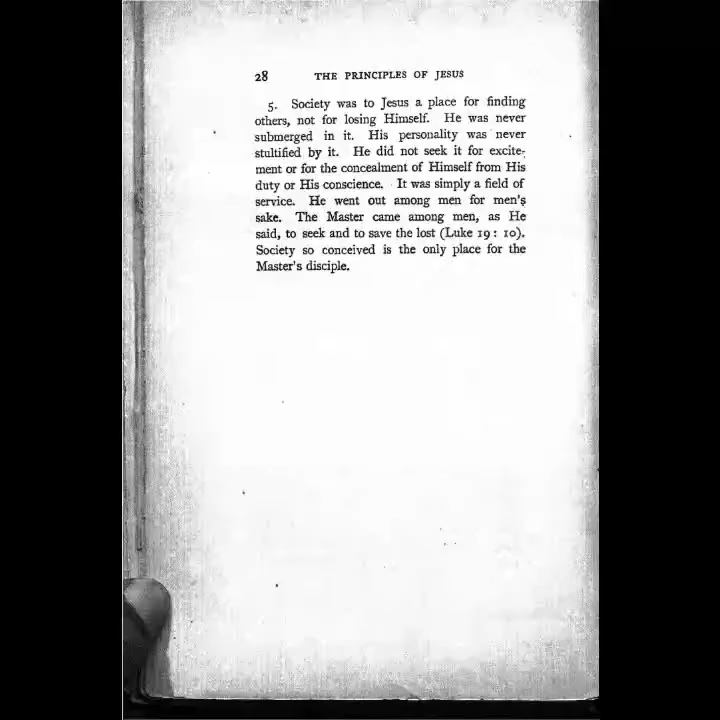 28 THE PRINCIPLES OF JESUS
5. Society was to Jesus a place for finding
others, not for losing Himself. He was never
submerged in it. His personality was never
stultified by it. He did not seek it for excite-
ment or for the concealment of Himself from His
duty or His conscience. It was simply a field of
service. He went out among men for men's
sake. The Master came among men, as He
said, to seek and to save the lost (Luke 19: 10).
Society so conceived is the only place for the
Master's disciple.